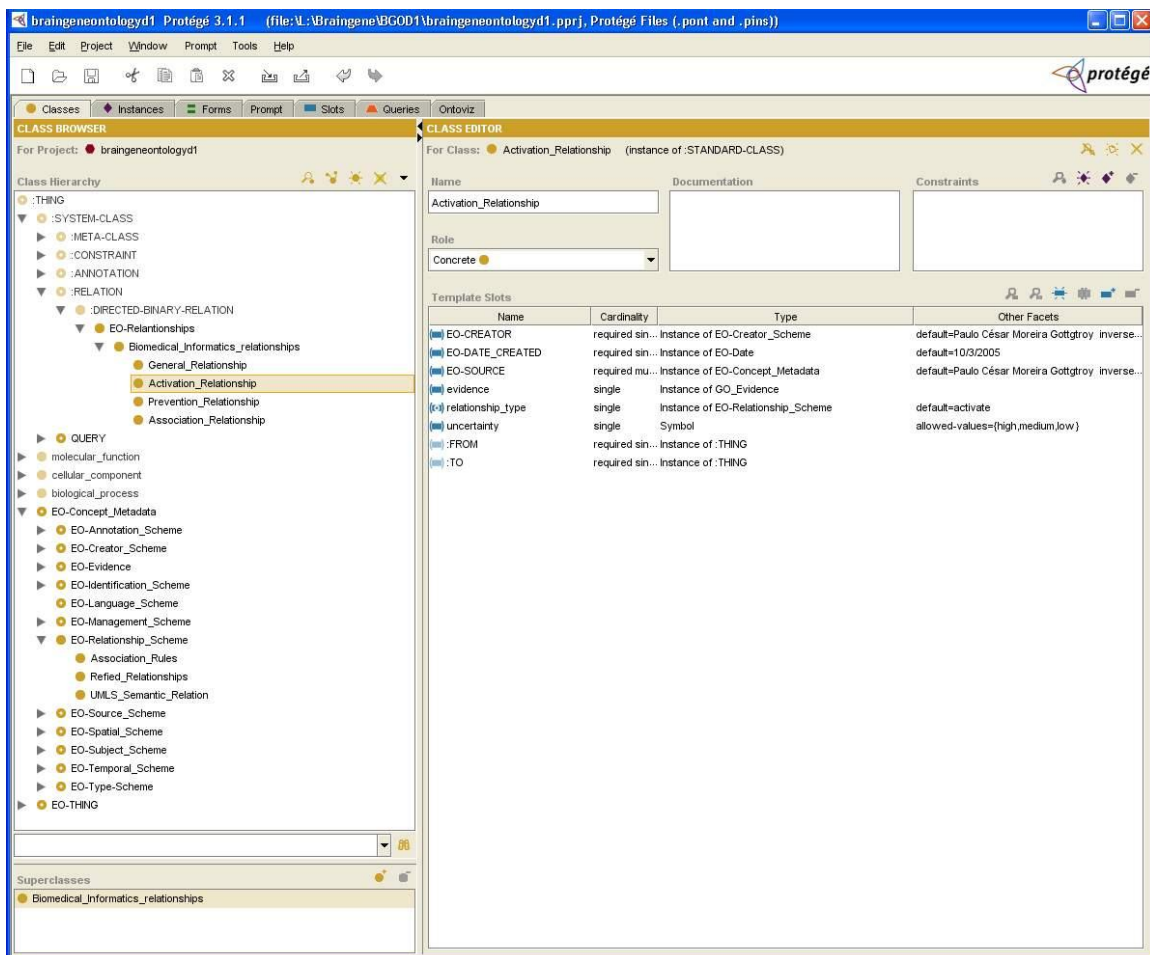 braingeneontologyd1 Protégé 3.1.1 (file:\L:\Braingene\BGOD1\braingeneontologyd1.pprj, Protégé Files (.pont and .pins))
File Edit Project Window Prompt Tools Help
protégé
Classes Instances Forms Prompt Slots Queries Ontoviz
CLASS BROWSER
For Project: braingeneontologyd1
Class Hierarchy
:THING
:SYSTEM-CLASS
:META-CLASS
:CONSTRAINT
:ANNOTATION
:RELATION
:DIRECTED-BINARY-RELATION
EO-Relantionships
Biomedical_Informatics_relationships
General_Relationship
Activation_Relationship
Prevention_Relationship
Association_Relationship
QUERY
molecular_function
cellular_component
biological_process
EO-Concept_Metadata
EO-Annotation_Scheme
EO-Creator_Scheme
EO-Evidence
EO-Identification_Scheme
EO-Language_Scheme
EO-Management_Scheme
EO-Relationship_Scheme
Association_Rules
Refied_Relationships
UMLS_Semantic_Relation
EO-Source_Scheme
EO-Spatial_Scheme
EO-Subject_Scheme
EO-Temporal_Scheme
EO-Type-Scheme
EO-THING
Superclasses
Biomedical_Informatics_relationships
CLASS EDITOR
For Class: Activation_Relationship (instance of :STANDARD-CLASS)
Name Documentation Constraints
Activation_Relationship
Role
Concrete
Template Slots
Name Cardinality Type Other Facets
EO-CREATOR required sin... Instance of EO-Creator_Scheme default=Paulo César Moreira Gottgtroy inverse...
EO-DATE_CREATED required sin... Instance of EO-Date default=10/3/2005
EO-SOURCE required mu... Instance of EO-Concept_Metadata default=Paulo César Moreira Gottgtroy inverse...
evidence single Instance of GO_Evidence
relationship_type single Instance of EO-Relationship_Scheme default=activate
uncertainty single Symbol allowed-values={high,medium,low}
:FROM required sin... Instance of :THING
:TO required sin... Instance of :THING